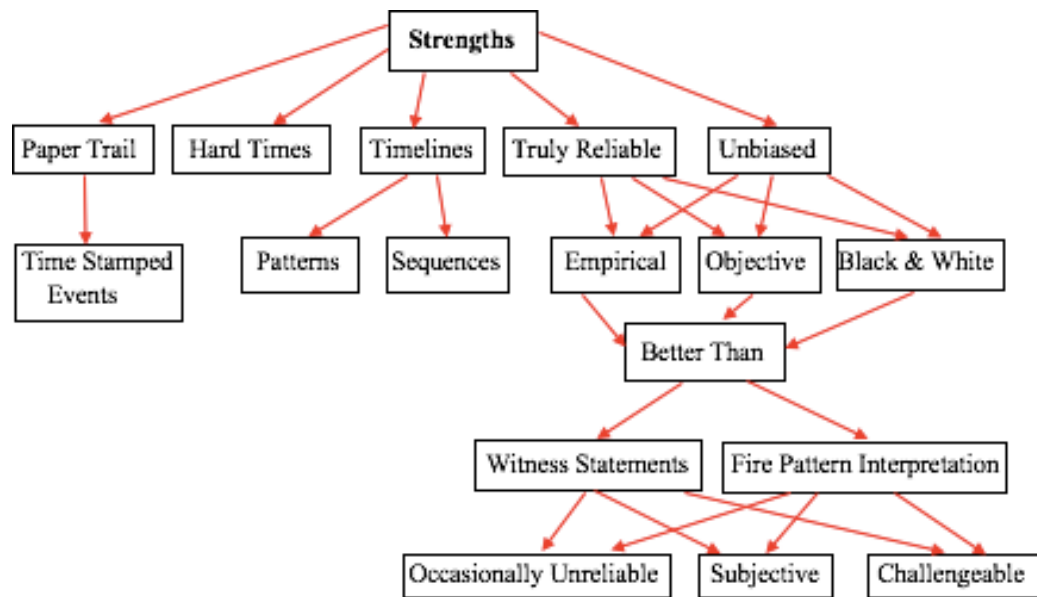 Strengths
Paper Trail
Hard Times
Timelines
Truly Reliable
Unbiased
Time Stamped
Events
Patterns
Sequences
Empirical
Objective
Black & White
Better Than
Witness Statements
Fire Pattern Interpretation
Occasionally Unreliable
Subjective
Challengeable